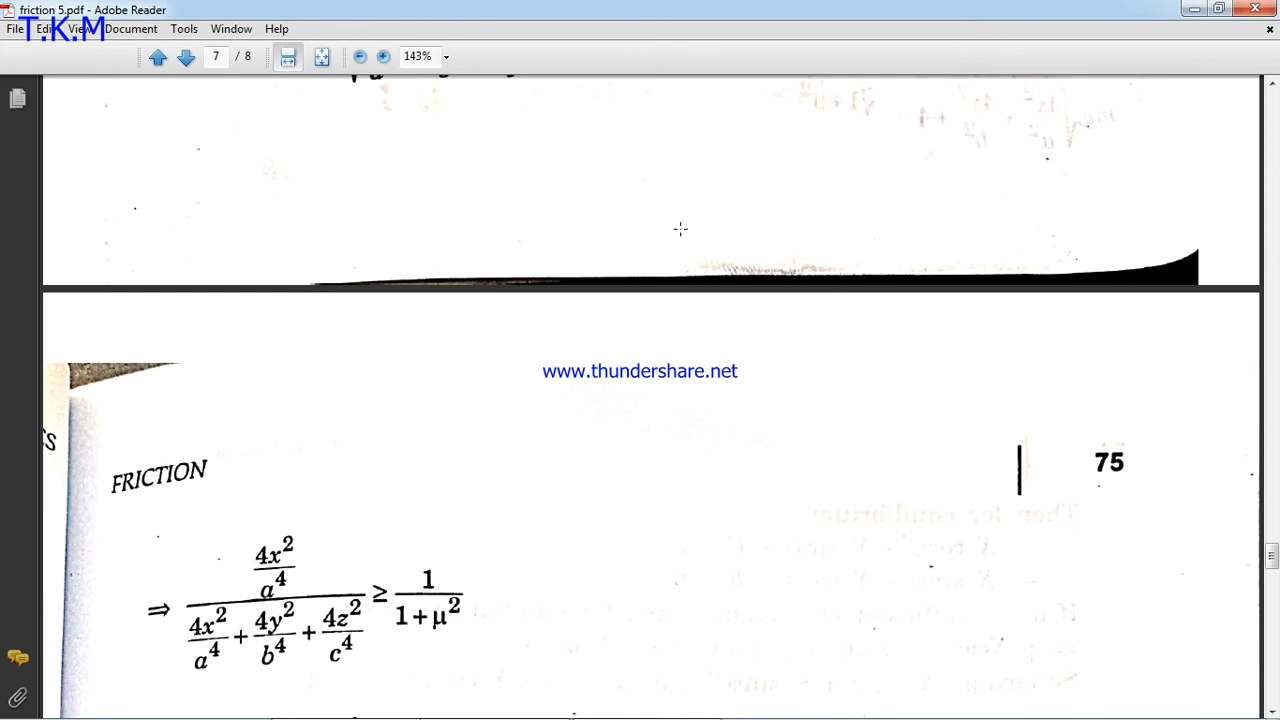 friction 5.pdf - Adobe Reader
T.K.M
File Edit View Document Tools Window Help
7 / 8 143%
www.thundershare.net
FRICTION 75
⇒ (4x²/a⁴) / (4x²/a⁴ + 4y²/b⁴ + 4z²/c⁴) ≥ 1 / (1+μ²)